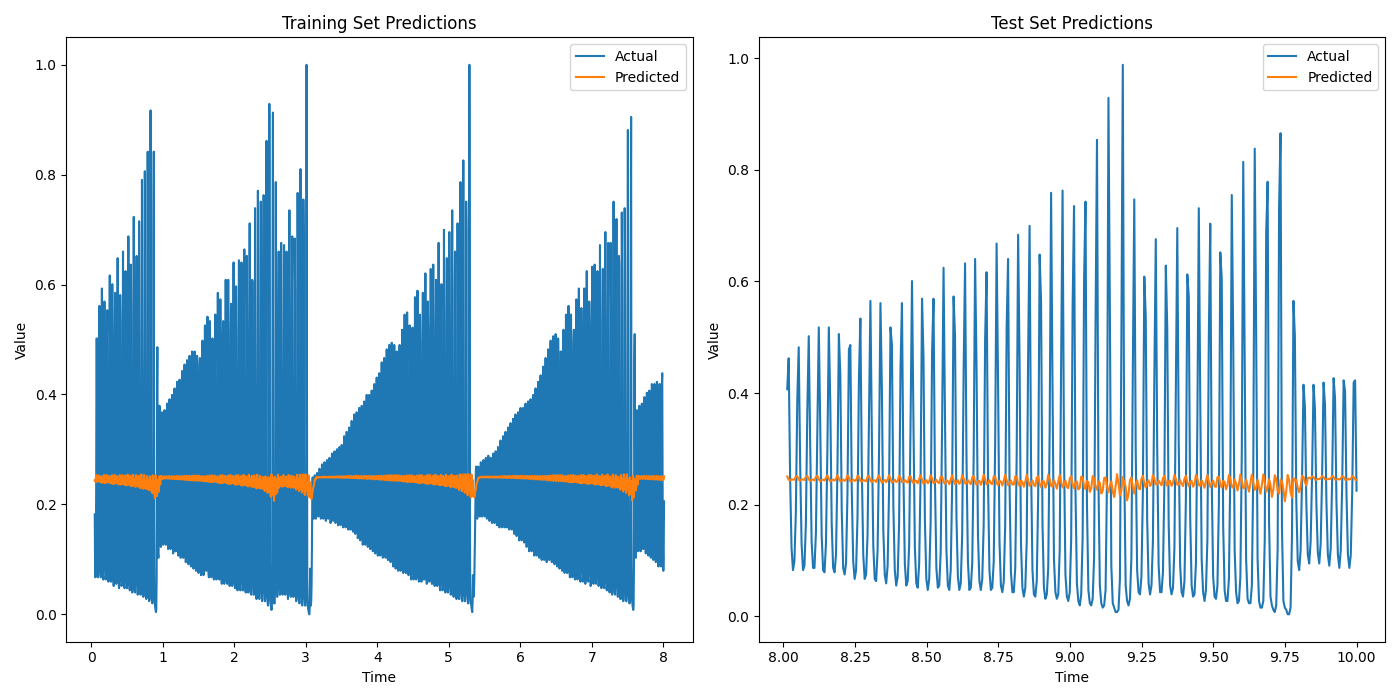 Training Set Predictions
Actual
Predicted
Value
1.0
0.8
0.6
0.4
0.2
0.0
0 1 2 3 4 5 6 7 8
Time
Test Set Predictions
Actual
Predicted
Value
1.0
0.8
0.6
0.4
0.2
0.0
8.00 8.25 8.50 8.75 9.00 9.25 9.50 9.75 10.00
Time